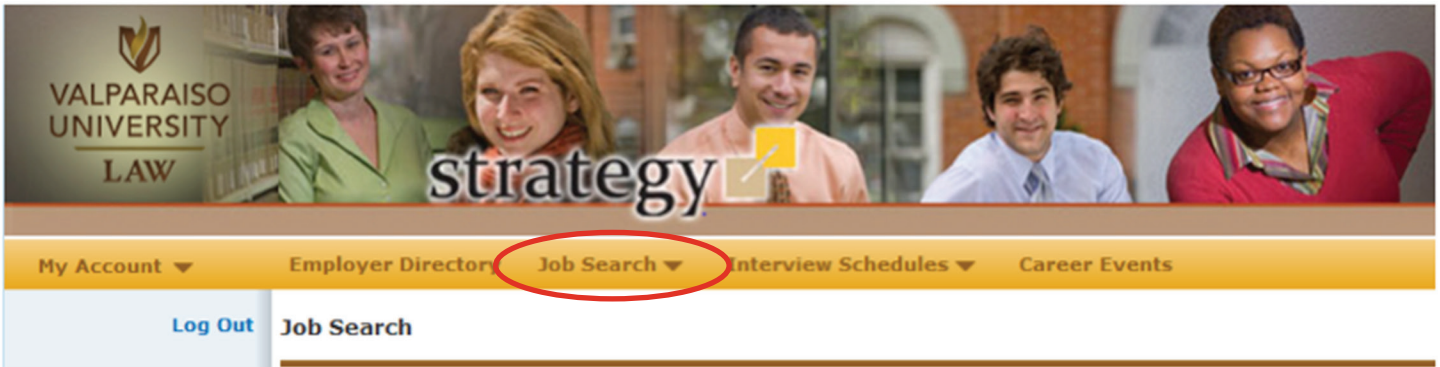 VALPARAISO
UNIVERSITY
LAW
strategy
My Account Employer Directory Job Search Interview Schedules Career Events
Log Out
Job Search